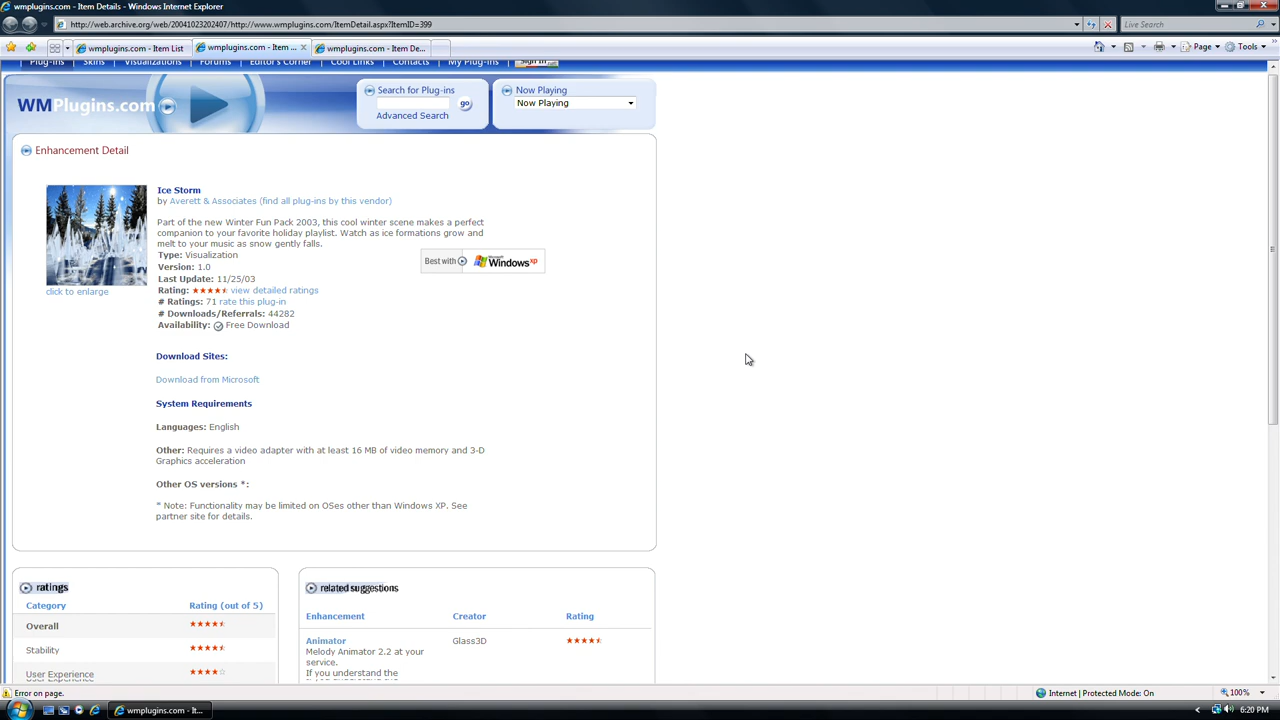 wmplugins.com - Item Details - Windows Internet Explorer
http://web.archive.org/web/20041023202407/http://www.wmplugins.com/ItemDetail.aspx?ItemID=399
Live Search
wmplugins.com - Item List
wmplugins.com - Item ...
wmplugins.com - Item De...
Page
Tools
Plug-ins Skins Visualizations Forums Editor's Corner Cool Links Contacts My Plug-ins Sign In
WMPlugins.com
Search for Plug-ins
go
Advanced Search
Now Playing
Now Playing
Enhancement Detail
Ice Storm
by Averett & Associates (find all plug-ins by this vendor)
Part of the new Winter Fun Pack 2003, this cool winter scene makes a perfect
companion to your favorite holiday playlist. Watch as ice formations grow and
melt to your music as snow gently falls.
Type: Visualization
Version: 1.0
Best with Microsoft Windows xp
Last Update: 11/25/03
Rating: view detailed ratings
click to enlarge
# Ratings: 71 rate this plug-in
# Downloads/Referrals: 44282
Availability: Free Download
Download Sites:
Download from Microsoft
System Requirements
Languages: English
Other: Requires a video adapter with at least 16 MB of video memory and 3-D
Graphics acceleration
Other OS versions *:
* Note: Functionality may be limited on OSes other than Windows XP. See
partner site for details.
ratings
Category Rating (out of 5)
Overall
Stability
User Experience
related suggestions
Enhancement Creator Rating
Animator Glass3D
Melody Animator 2.2 at your
service.
If you understand the
Error on page.
Internet | Protected Mode: On
100%
wmplugins.com - It...
6:20 PM